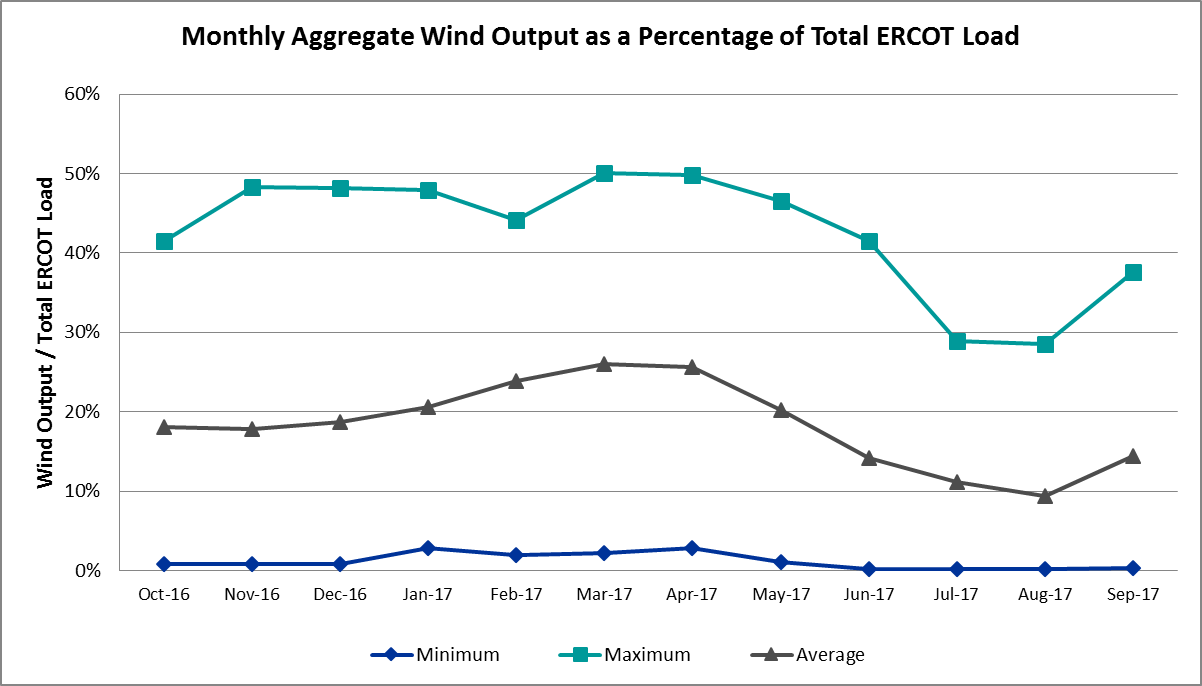 Monthly Aggregate Wind Output as a Percentage of Total ERCOT Load
Wind Output / Total ERCOT Load
60%
50%
40%
30%
20%
10%
0%
Oct-16 Nov-16 Dec-16 Jan-17 Feb-17 Mar-17 Apr-17 May-17 Jun-17 Jul-17 Aug-17 Sep-17
Minimum Maximum Average